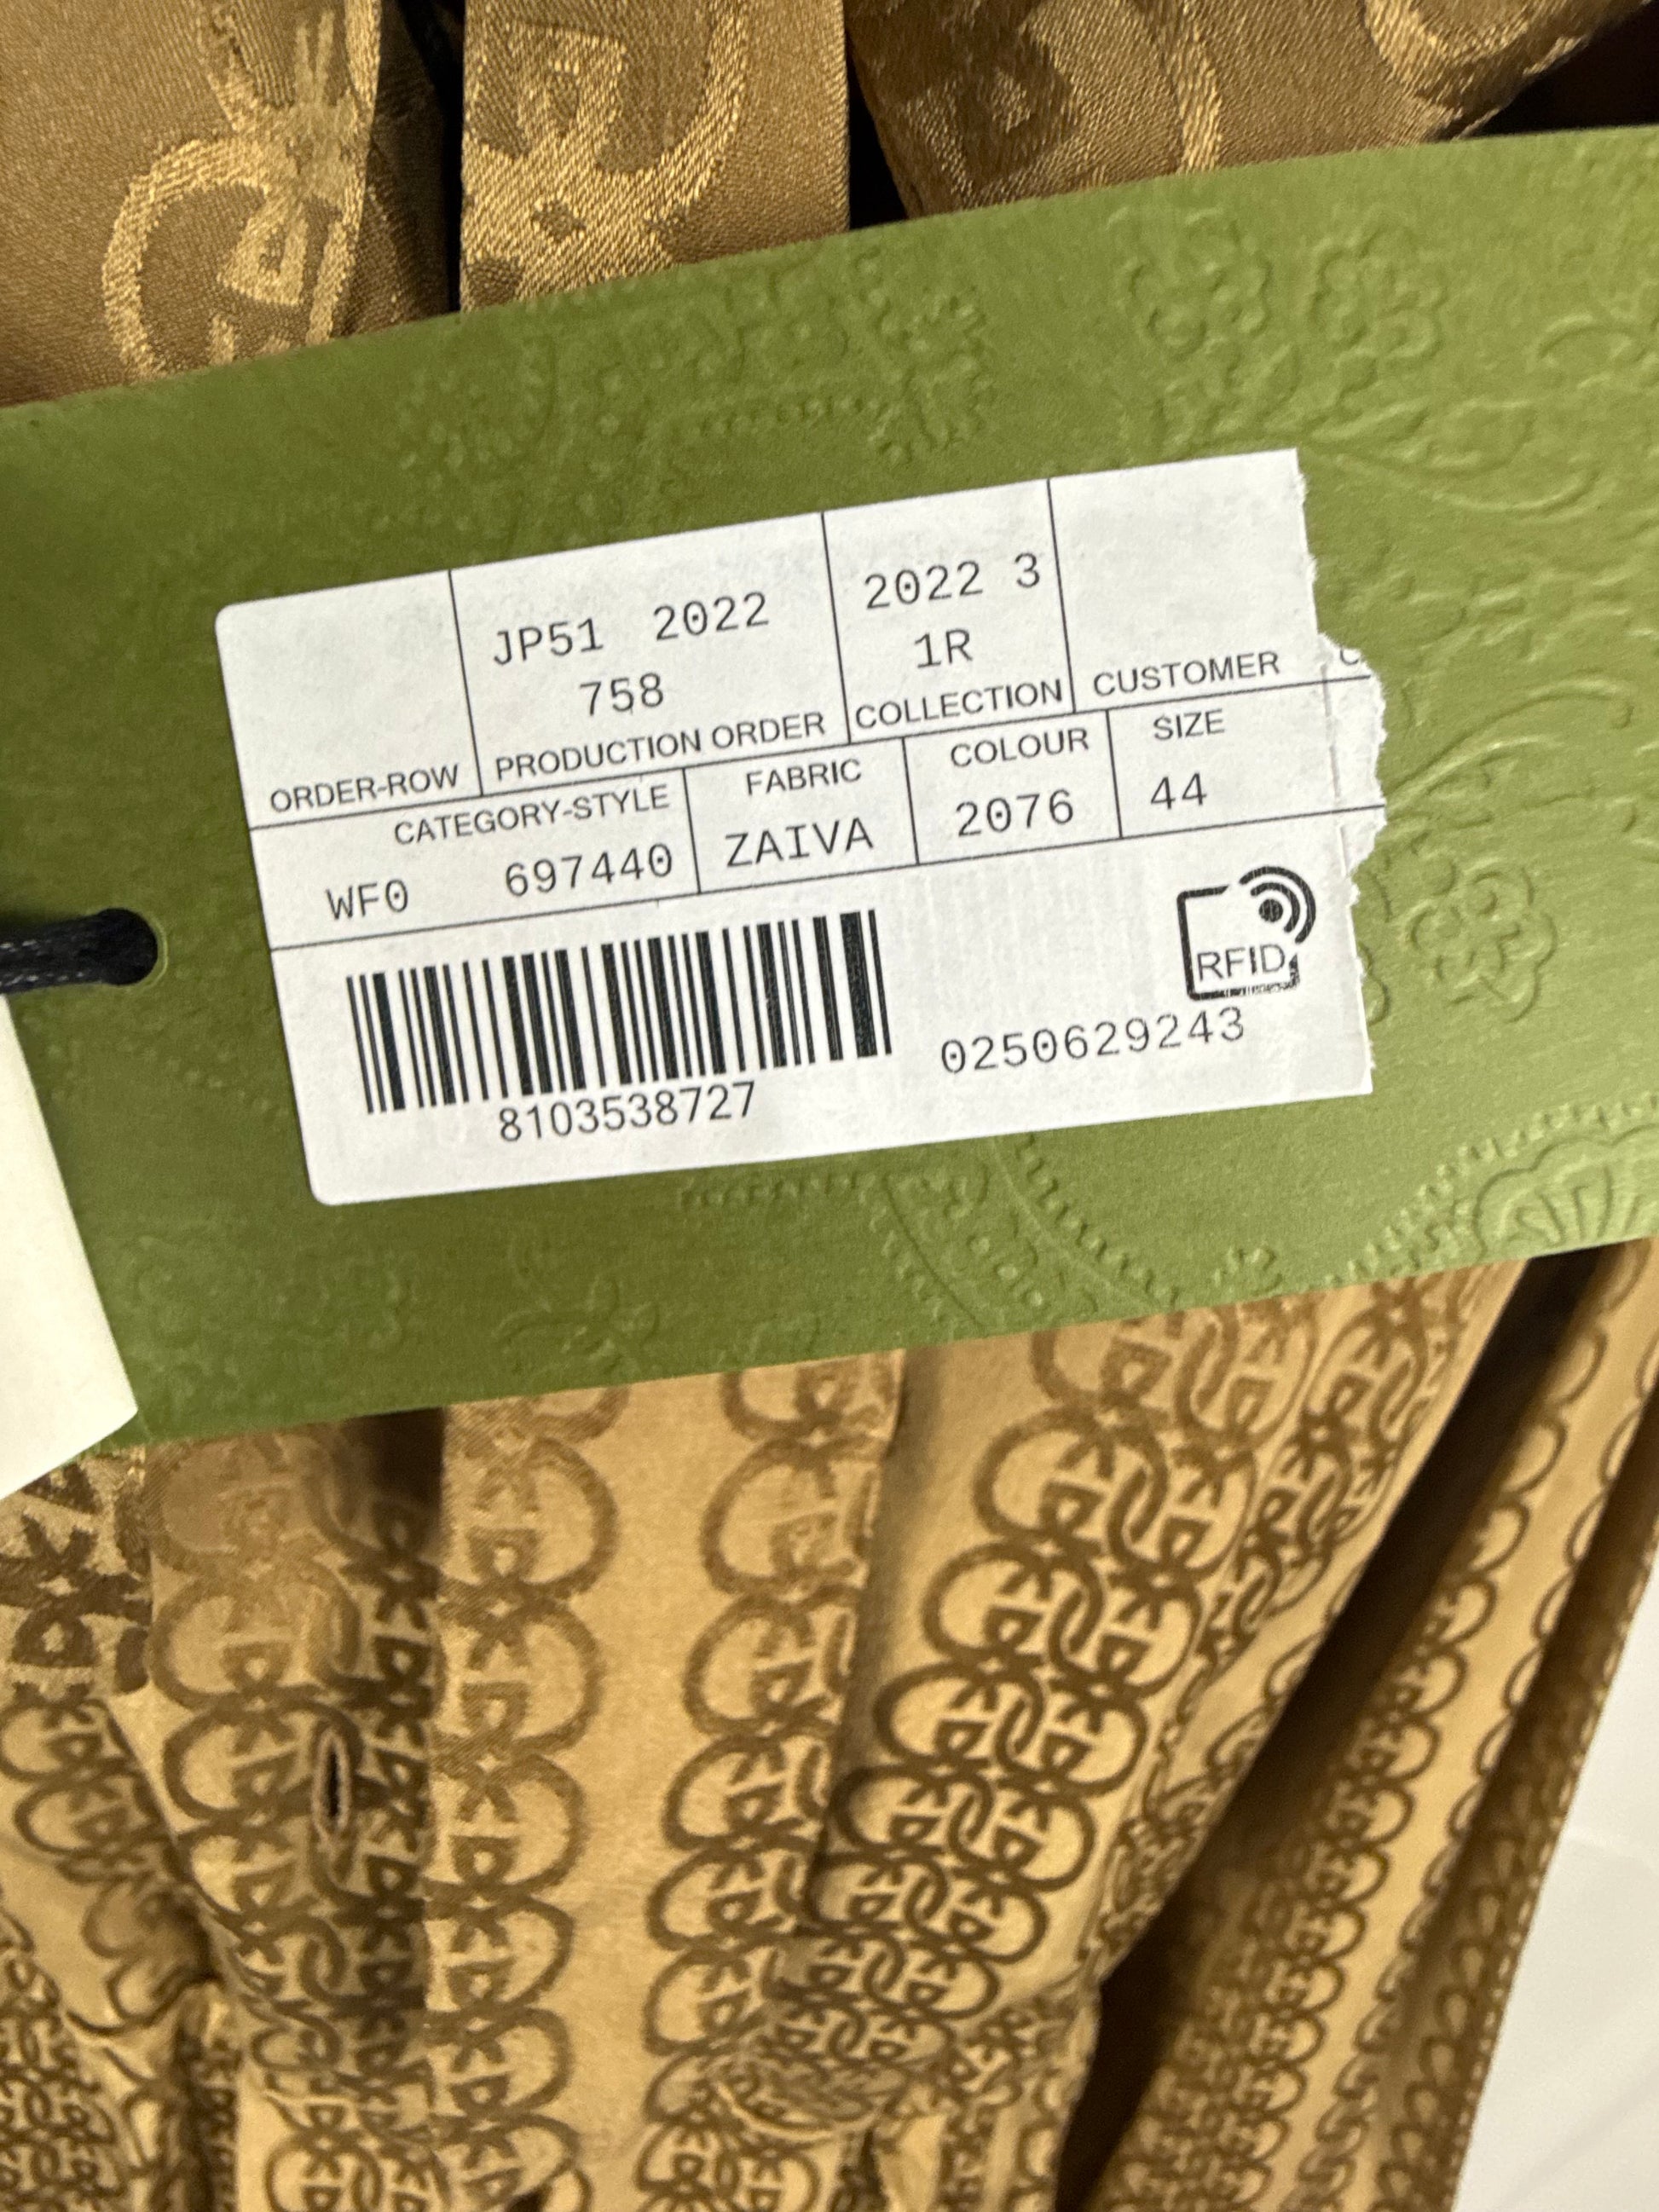 JP51 2022
758
2022 3
1R
ORDER-ROW
PRODUCTION ORDER
COLLECTION
CUSTOMER
CATEGORY-STYLE
FABRIC
COLOUR
SIZE
WF0 697440
ZAIVA
2076
44
RFID
8103538727
0250629243